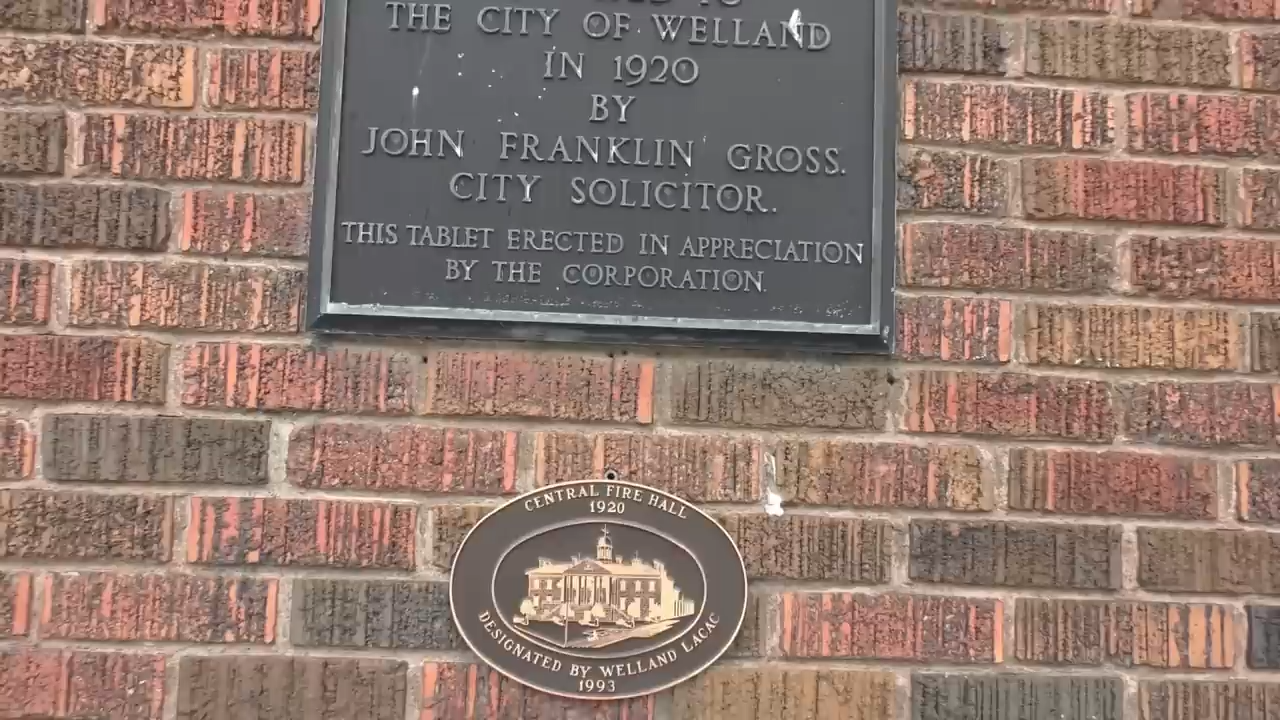 THE CITY OF WELLAND
IN 1920
BY
JOHN FRANKLIN GROSS.
CITY SOLICITOR.
THIS TABLET ERECTED IN APPRECIATION
BY THE CORPORATION.
CENTRAL FIRE HALL
1920
DESIGNATED BY WELLAND LACAC
1993